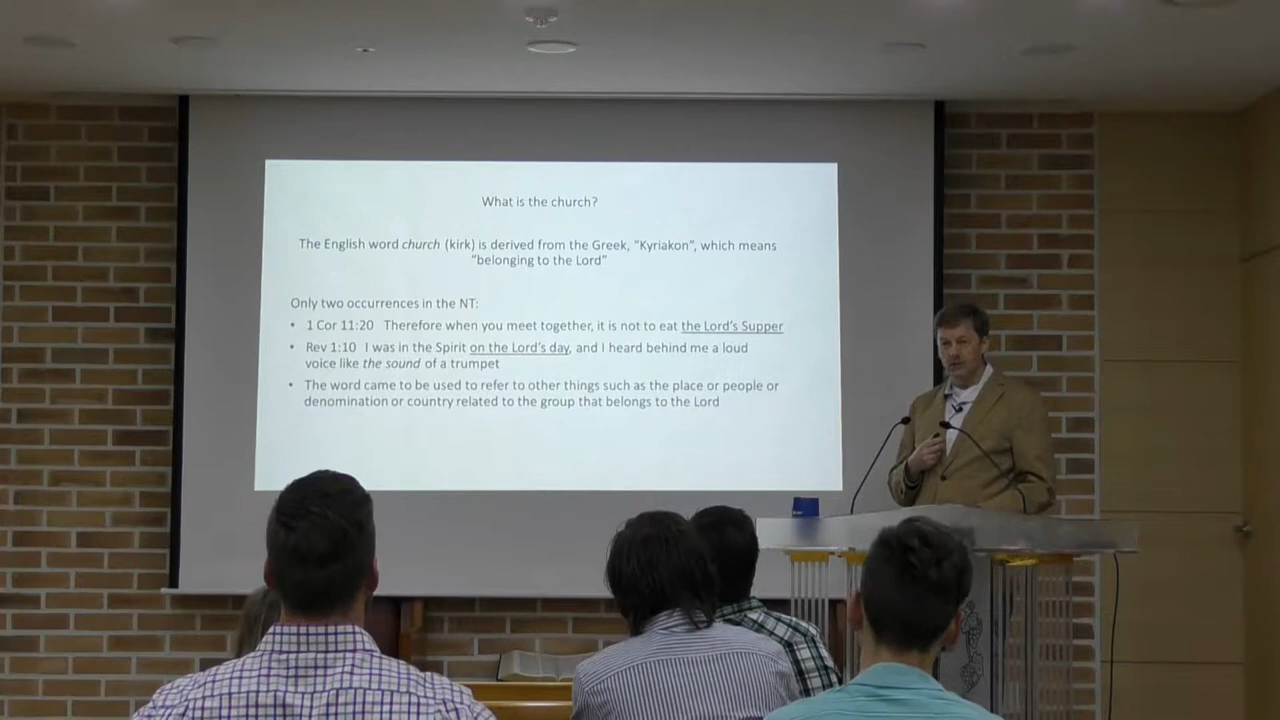 What is the church?
The English word church (kirk) is derived from the Greek, “Kyriakon”, which means
“belonging to the Lord”
Only two occurrences in the NT:
• 1 Cor 11:20 Therefore when you meet together, it is not to eat the Lord’s Supper
• Rev 1:10 I was in the Spirit on the Lord’s day, and I heard behind me a loud
voice like the sound of a trumpet
• The word came to be used to refer to other things such as the place or people or
denomination or country related to the group that belongs to the Lord